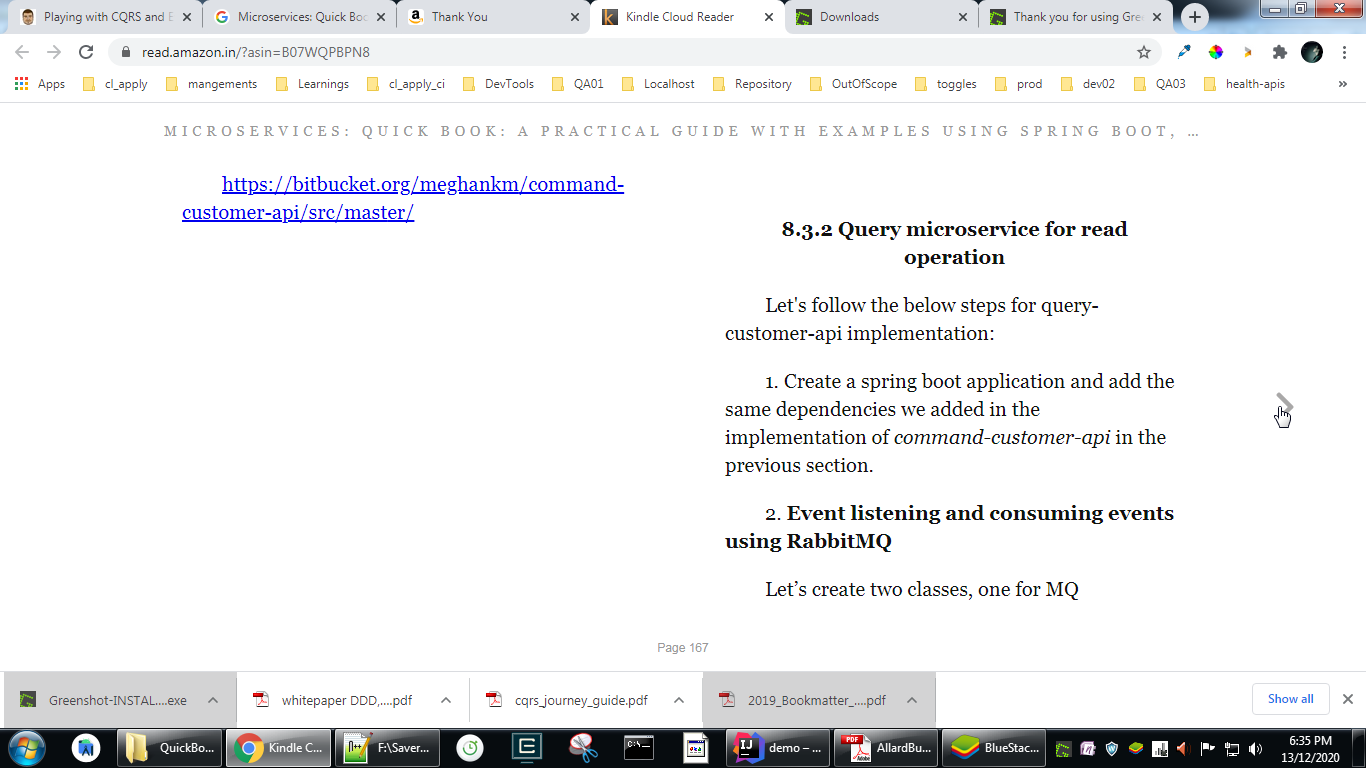 Playing with CQRS and E
Microservices: Quick Boo
Thank You
Kindle Cloud Reader
Downloads
Thank you for using Gre
read.amazon.in/?asin=B07WQPBPN8
Apps
cl_apply
mangements
Learnings
cl_apply_ci
DevTools
QA01
Localhost
Repository
OutOfScope
toggles
prod
dev02
QA03
health-apis
»
MICROSERVICES: QUICK BOOK: A PRACTICAL GUIDE WITH EXAMPLES USING SPRING BOOT, …
https://bitbucket.org/meghankm/command-
customer-api/src/master/
8.3.2 Query microservice for read
operation
Let's follow the below steps for query-
customer-api implementation:
1. Create a spring boot application and add the
same dependencies we added in the
implementation of command-customer-api in the
previous section.
2. Event listening and consuming events
using RabbitMQ
Let’s create two classes, one for MQ
Page 167
Greenshot-INSTAL....exe
whitepaper DDD,....pdf
cqrs_journey_guide.pdf
2019_Bookmatter_....pdf
Show all
QuickBo...
Kindle C...
F:\Saver...
demo – ...
AllardBu...
BlueStac...
6:35 PM
13/12/2020